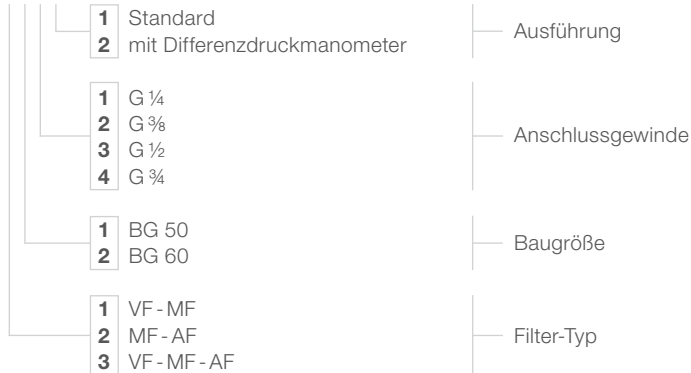 1 Standard
2 mit Differenzdruckmanometer
Ausführung
1 G ¼
2 G ⅜
3 G ½
4 G ¾
Anschlussgewinde
1 BG 50
2 BG 60
Baugröße
1 VF - MF
2 MF - AF
3 VF - MF - AF
Filter-Typ